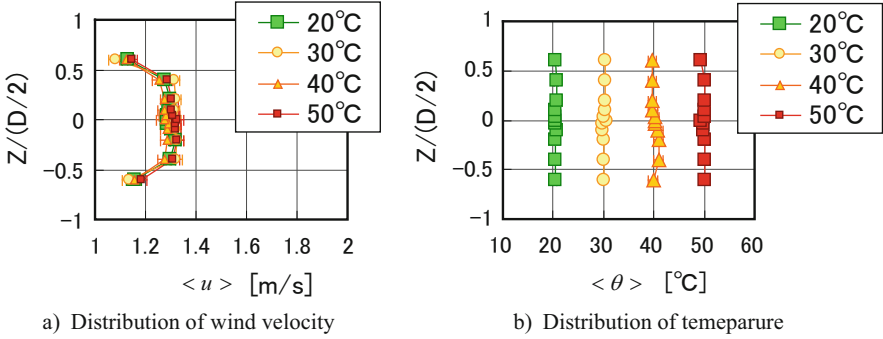 20℃
30℃
40℃
50℃
Z/(D/2)
1
0.5
0
−0.5
−1
1 1.2 1.4 1.6 1.8 2
< u > [m/s]
a) Distribution of wind velocity
20℃
30℃
40℃
50℃
Z/(D/2)
1
0.5
0
−0.5
−1
10 20 30 40 50 60
< θ > [℃]
b) Distribution of temeparure